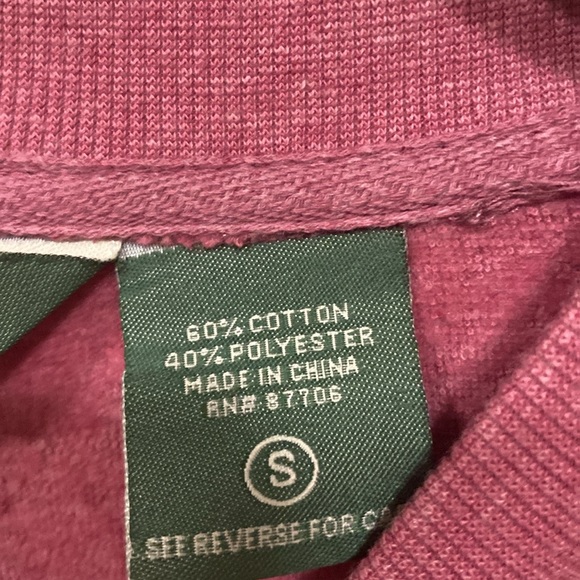 60% COTTON
40% POLYESTER
MADE IN CHINA
RN# 87706
S
SEE REVERSE FOR